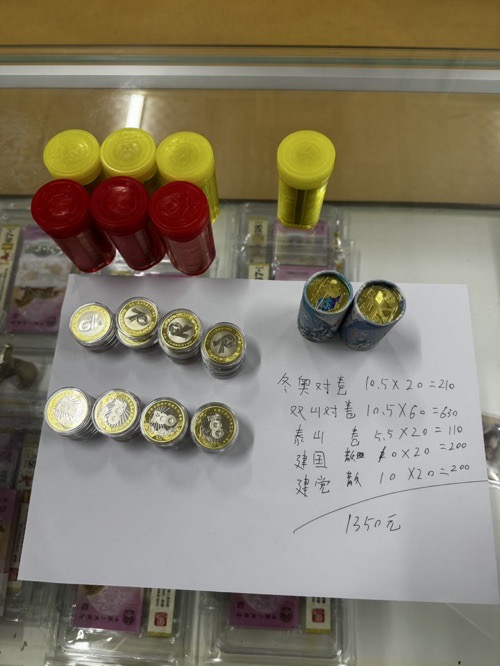 冬奥对卷 10.5×20=210
双山对卷 10.5×60=630
泰山 卷 5.5×20=110
建国 散 10×20=200
建党 散 10×20=200
1350元